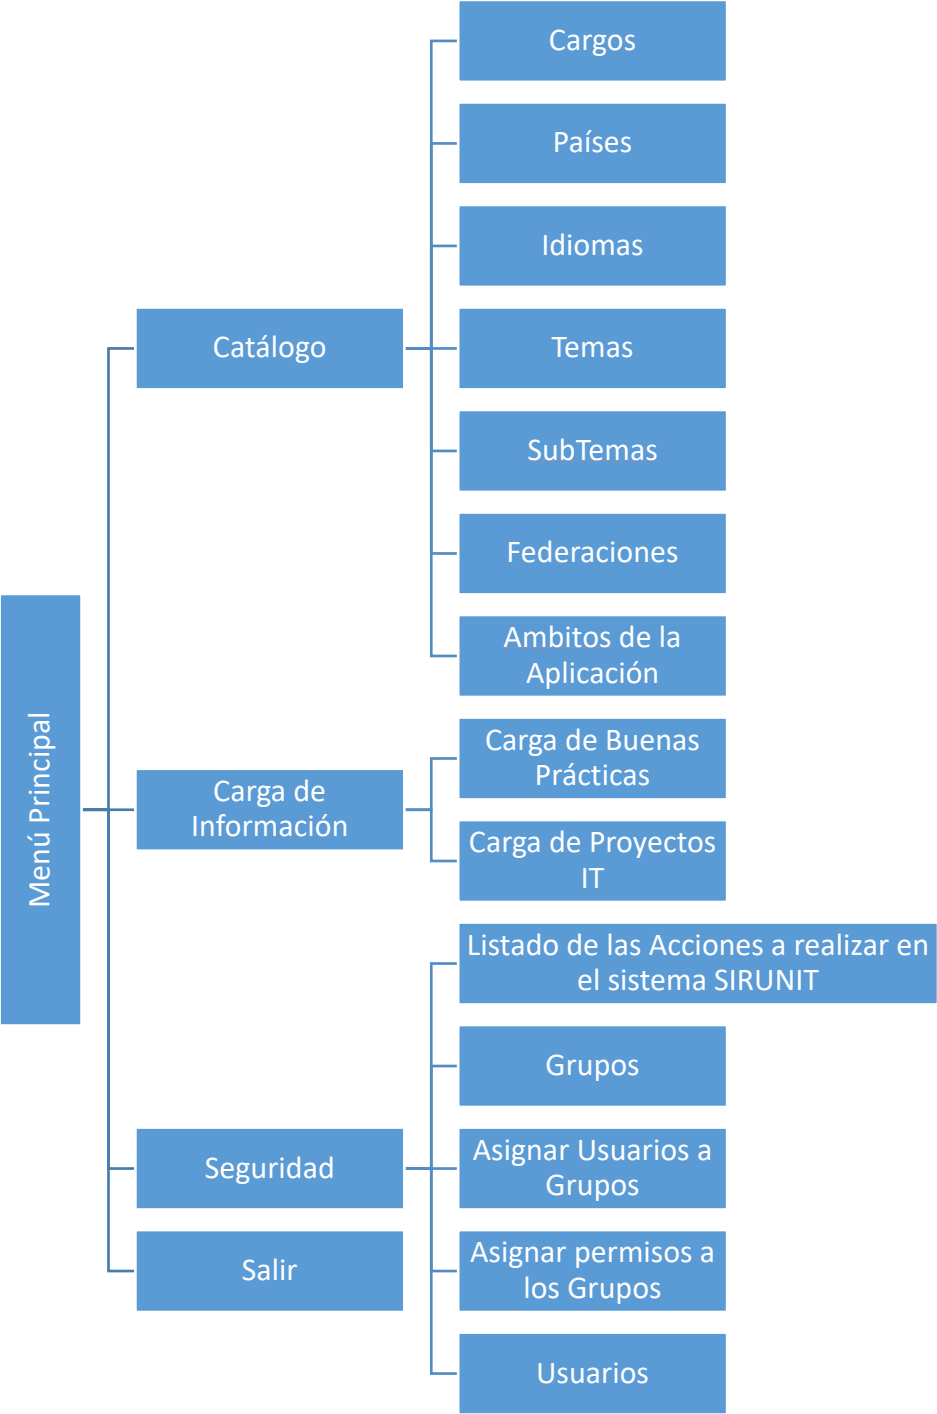 Menú Principal
Catálogo
Cargos
Países
Idiomas
Temas
SubTemas
Federaciones
Ambitos de la
Aplicación
Carga de
Información
Carga de Buenas
Prácticas
Carga de Proyectos
IT
Seguridad
Listado de las Acciones a realizar en
el sistema SIRUNIT
Grupos
Asignar Usuarios a
Grupos
Asignar permisos a
los Grupos
Usuarios
Salir